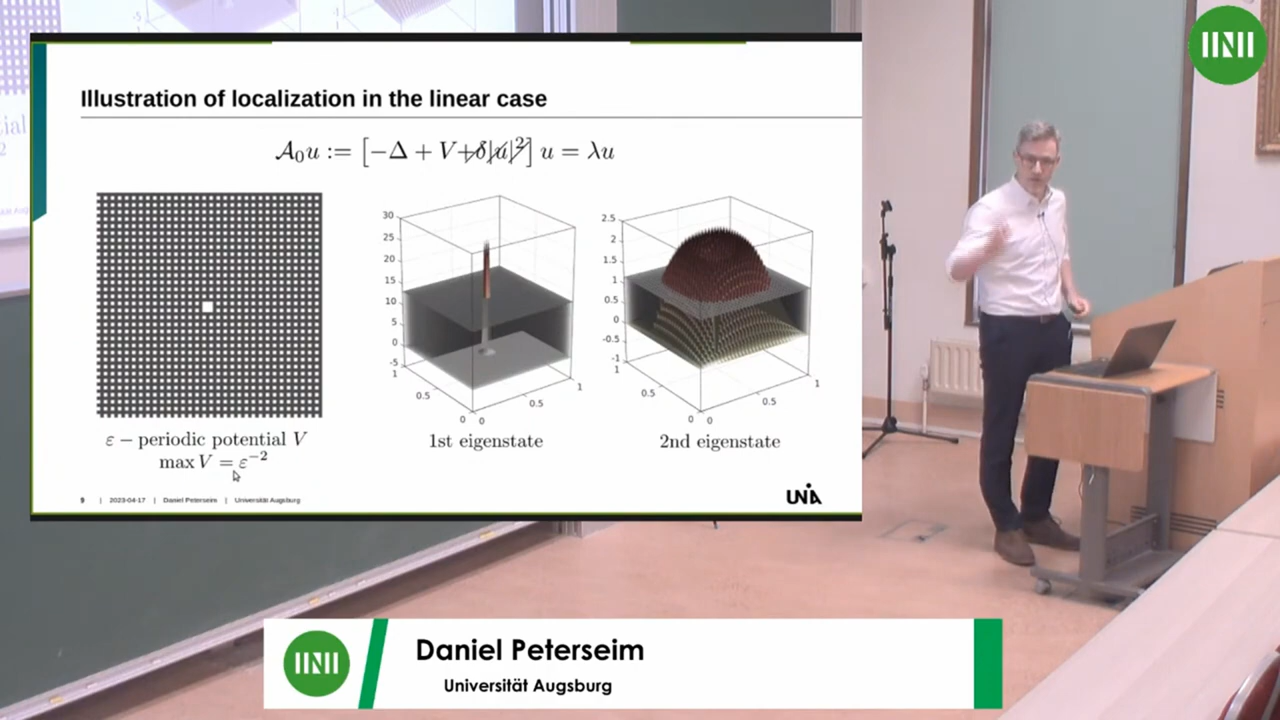 Illustration of localization in the linear case
𝒜₀u := [−Δ + V+δ|u|²] u = λu
30
25
20
15
10
5
0
-5
1
0.5
0
0
0.5
1
2.5
2
1.5
1
0.5
0
-0.5
-1
1
0.5
0
0
0.5
1
ε − periodic potential V
max V = ε⁻²
1st eigenstate
2nd eigenstate
9 | 2023-04-17 | Daniel Peterseim | Universität Augsburg
UNIA
Daniel Peterseim
Universität Augsburg